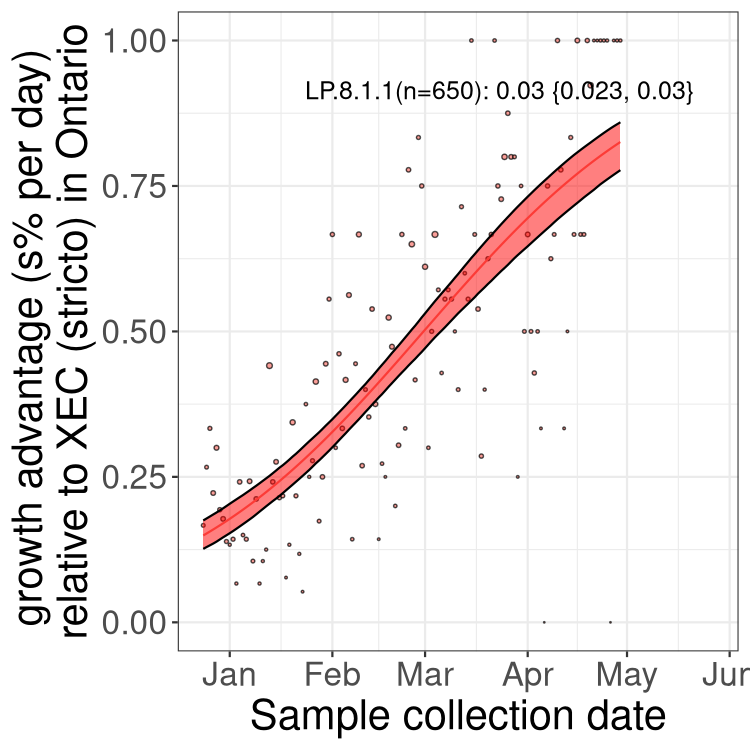 growth advantage (s% per day)
relative to XEC (stricto) in Ontario
1.00
0.75
0.50
0.25
0.00
LP.8.1.1(n=650): 0.03 {0.023, 0.03}
Jan Feb Mar Apr May Jun
Sample collection date